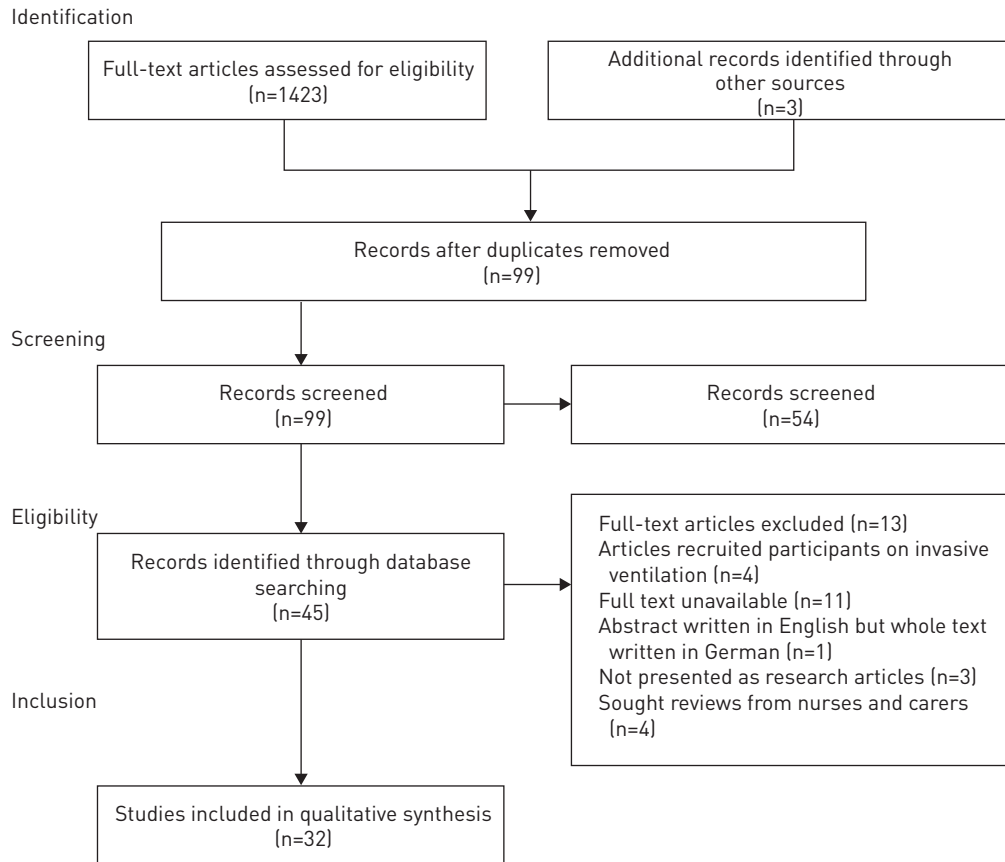 Identification
Full-text articles assessed for eligibility
(n=1423)
Additional records identified through
other sources
(n=3)
Records after duplicates removed
(n=99)
Screening
Records screened
(n=99)
Records screened
(n=54)
Eligibility
Records identified through database
searching
(n=45)
Full-text articles excluded (n=13)
Articles recruited participants on invasive
ventilation (n=4)
Full text unavailable (n=11)
Abstract written in English but whole text
written in German (n=1)
Not presented as research articles (n=3)
Sought reviews from nurses and carers
(n=4)
Inclusion
Studies included in qualitative synthesis
(n=32)